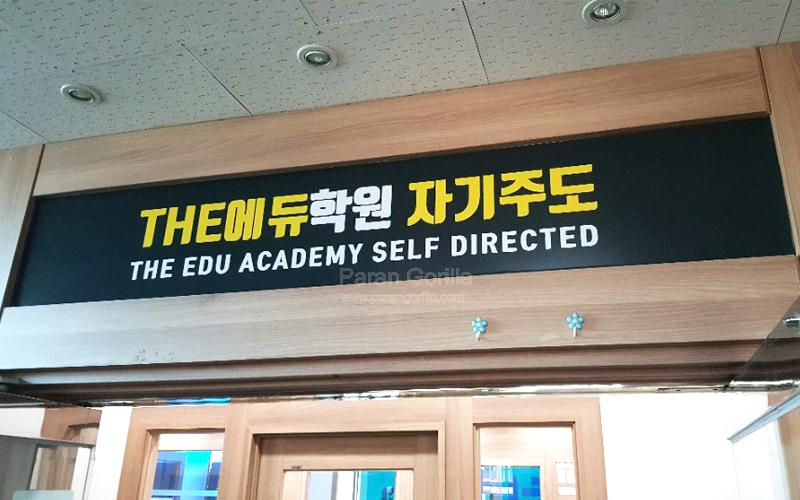 THE에듀학원 자기주도
THE EDU ACADEMY SELF DIRECTED
Paran Gorilla
www.parangorilla.com